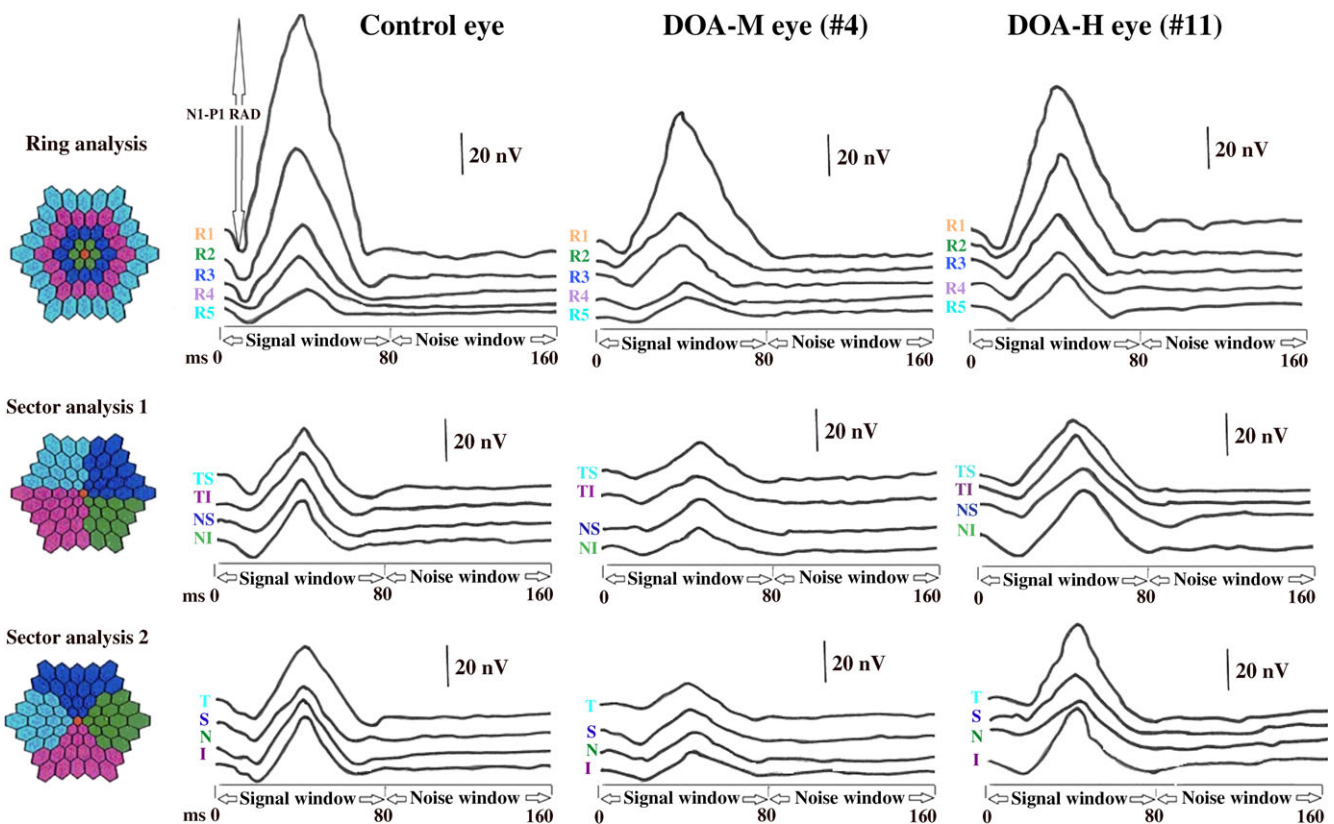 Control eye
DOA-M eye (#4)
DOA-H eye (#11)
Ring analysis
N1-P1 RAD
20 nV
R1
R2
R3
R4
R5
Signal window
Noise window
ms 0
80
160
20 nV
R1
R2
R3
R4
R5
Signal window
Noise window
0
80
160
20 nV
R1
R2
R3
R4
R5
Signal window
Noise window
0
80
160
Sector analysis 1
20 nV
TS
TI
NS
NI
Signal window
Noise window
ms 0
80
160
20 nV
TS
TI
NS
NI
Signal window
Noise window
0
80
160
20 nV
TS
TI
NS
NI
Signal window
Noise window
0
80
160
Sector analysis 2
20 nV
T
S
N
I
Signal window
Noise window
ms 0
80
160
20 nV
T
S
N
I
Signal window
Noise window
0
80
160
20 nV
T
S
N
I
Signal window
Noise window
0
80
160